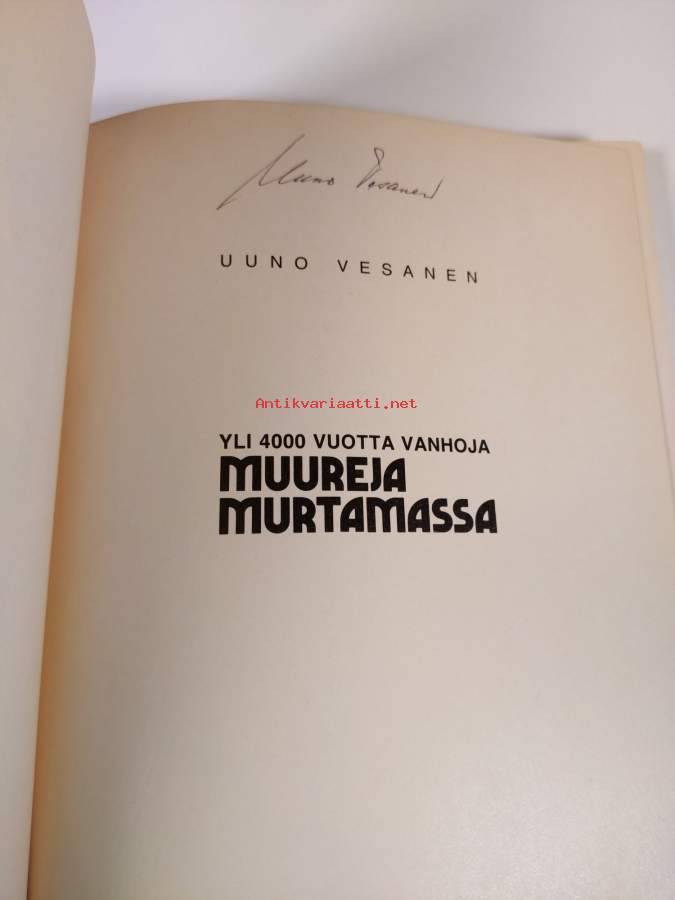 Uuno Vesanen
UUNO VESANEN
Antikvariaatti.net
YLI 4000 VUOTTA VANHOJA
MUUREJA
MURTAMASSA